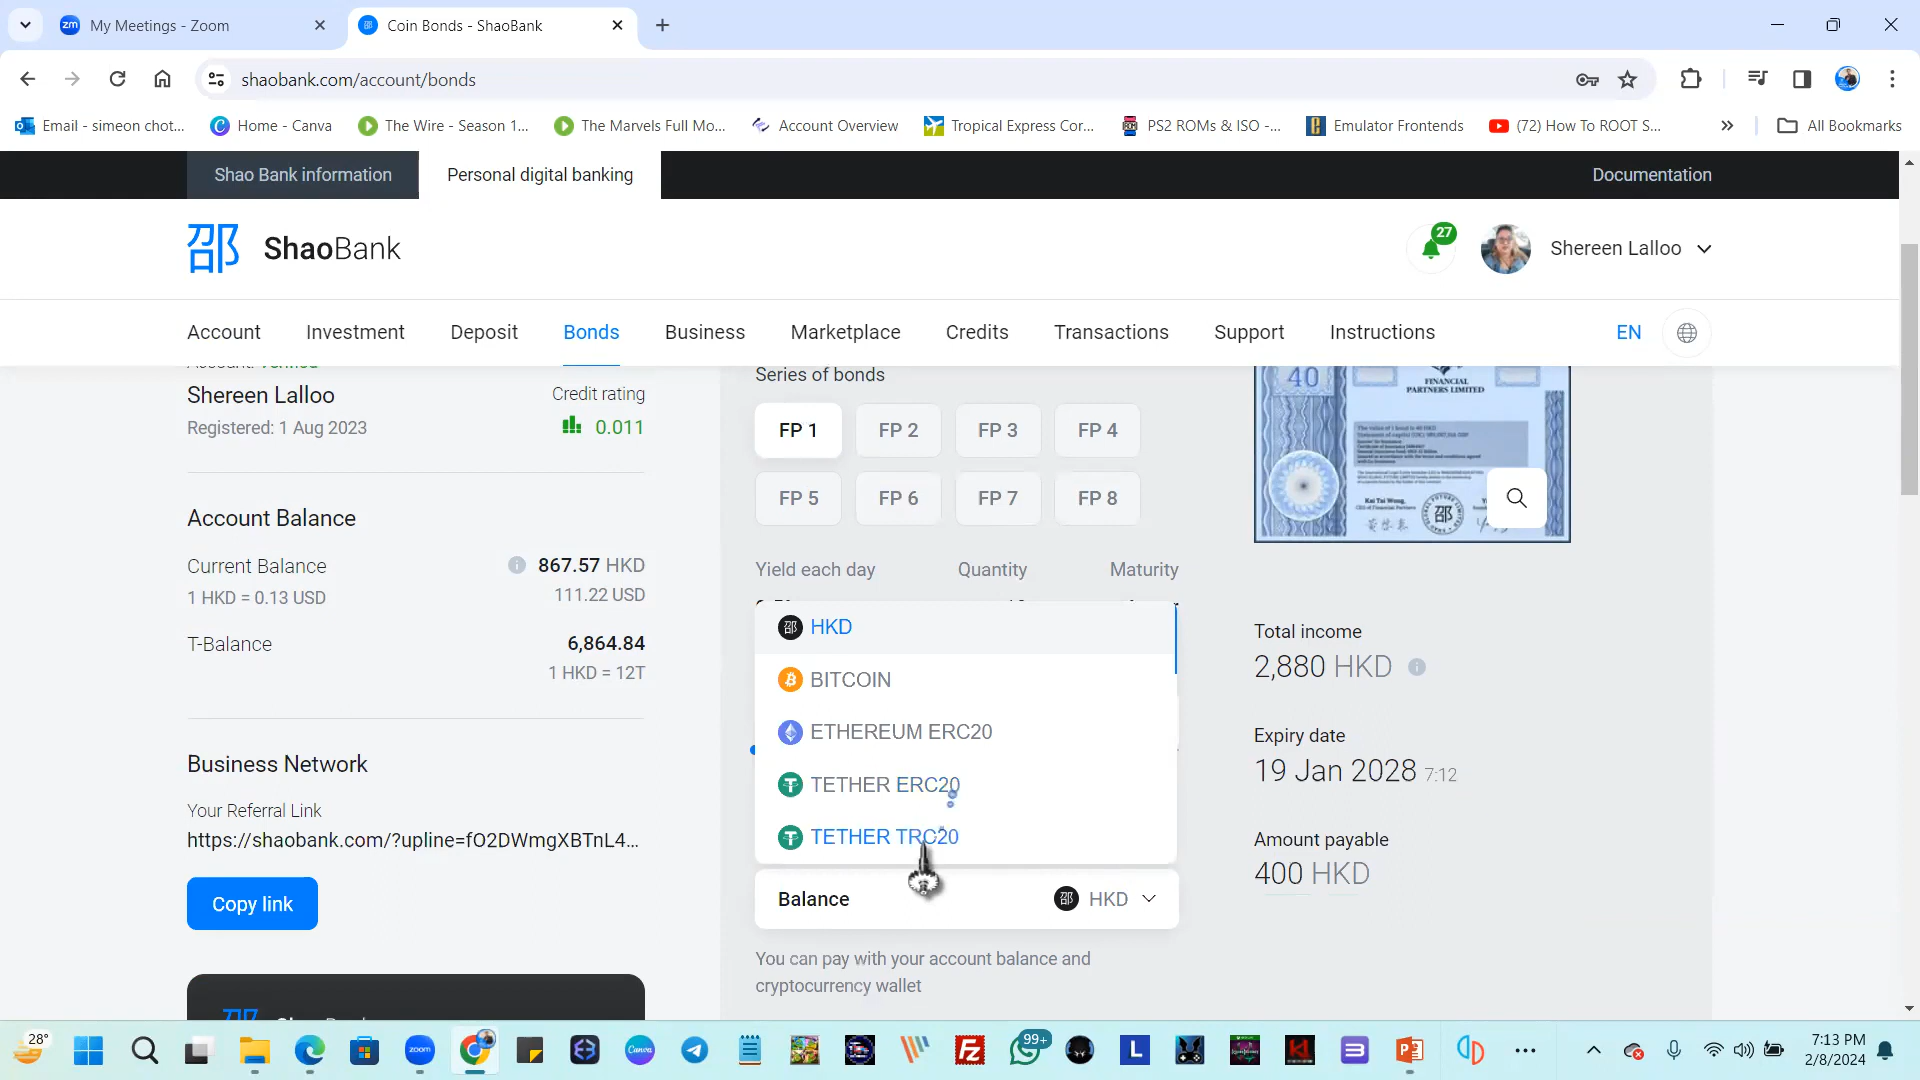 My Meetings - Zoom
Coin Bonds - ShaoBank
shaobank.com/account/bonds
Email - simeon chot...
Home - Canva
The Wire - Season 1...
The Marvels Full Mo...
Account Overview
Tropical Express Cor...
PS2 ROMs & ISO -...
Emulator Frontends
(72) How To ROOT S...
All Bookmarks
Shao Bank information
Personal digital banking
Documentation
邵 ShaoBank
27
Shereen Lalloo
Account
Investment
Deposit
Bonds
Business
Marketplace
Credits
Transactions
Support
Instructions
EN
Shereen Lalloo
Credit rating
Registered: 1 Aug 2023
0.011
Account Balance
Current Balance
867.57 HKD
1 HKD = 0.13 USD
111.22 USD
T-Balance
6,864.84
1 HKD = 12T
Business Network
Your Referral Link
https://shaobank.com/?upline=fO2DWmgXBTnL4...
Copy link
Series of bonds
FP 1
FP 2
FP 3
FP 4
FP 5
FP 6
FP 7
FP 8
Yield each day
Quantity
Maturity
HKD
BITCOIN
ETHEREUM ERC20
TETHER ERC20
TETHER TRC20
Balance
HKD
You can pay with your account balance and
cryptocurrency wallet
40
FINANCIAL
PARTNERS LIMITED
Kai Tai Wong,
Total income
2,880 HKD
Expiry date
19 Jan 2028 7:12
Amount payable
400 HKD
28°
zoom
Canva
99+
7:13 PM
2/8/2024